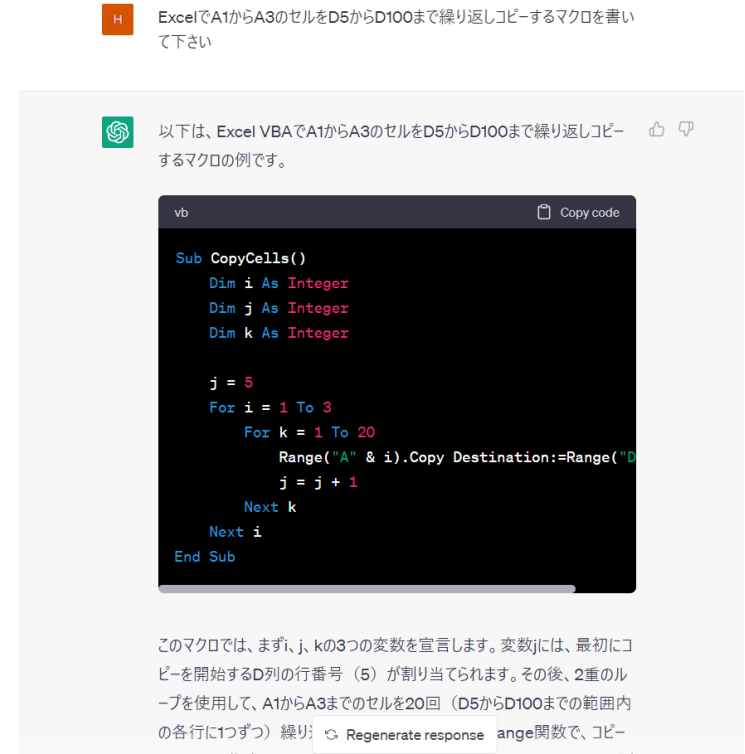 H
ExcelでA1からA3のセルをD5からD100まで繰り返しコピーするマクロを書い
て下さい
以下は、Excel VBAでA1からA3のセルをD5からD100まで繰り返しコピー
するマクロの例です。
vb Copy code
Sub CopyCells()
Dim i As Integer
Dim j As Integer
Dim k As Integer
j = 5
For i = 1 To 3
For k = 1 To 20
Range("A" & i).Copy Destination:=Range("D
j = j + 1
Next k
Next i
End Sub
このマクロでは、まずi、j、kの3つの変数を宣言します。変数jには、最初にコ
ピーを開始するD列の行番号（5）が割り当てられます。その後、2重のル
ープを使用して、A1からA3までのセルを20回（D5からD100までの範囲内
の各行に1つずつ）繰り ange関数で、コピー
Regenerate response